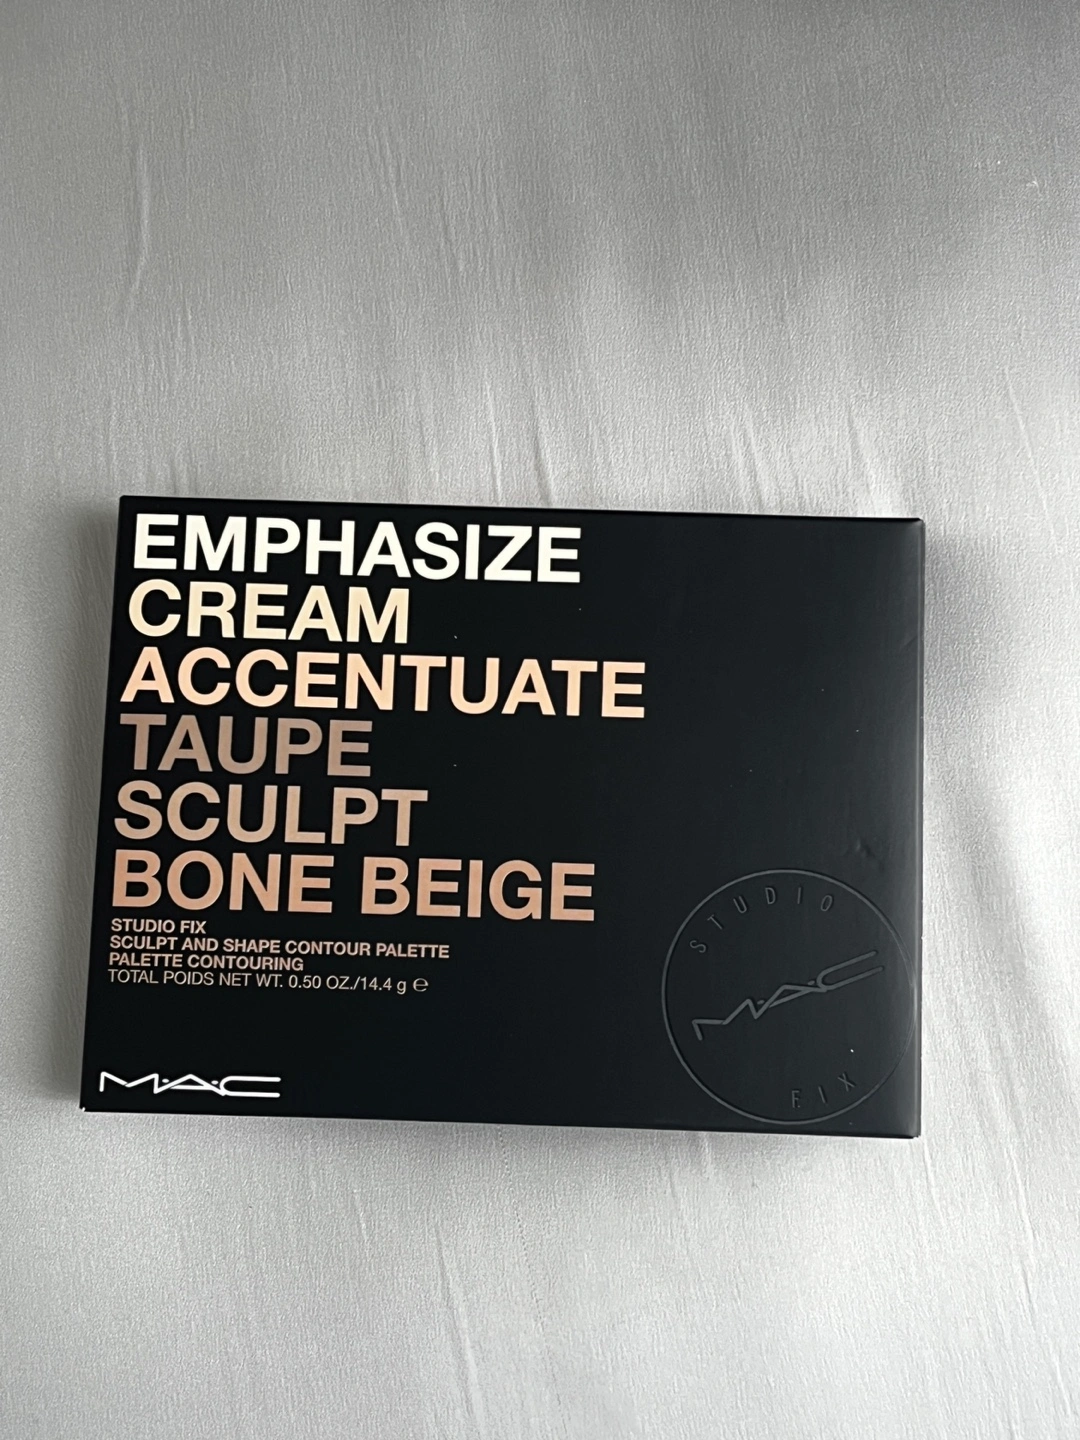 EMPHASIZE
CREAM
ACCENTUATE
TAUPE
SCULPT
BONE BEIGE
STUDIO FIX
SCULPT AND SHAPE CONTOUR PALETTE
PALETTE CONTOURING
TOTAL POIDS NET WT. 0.50 OZ./14.4 g ℮
M·A·C
STUDIO
M·A·C
FIX